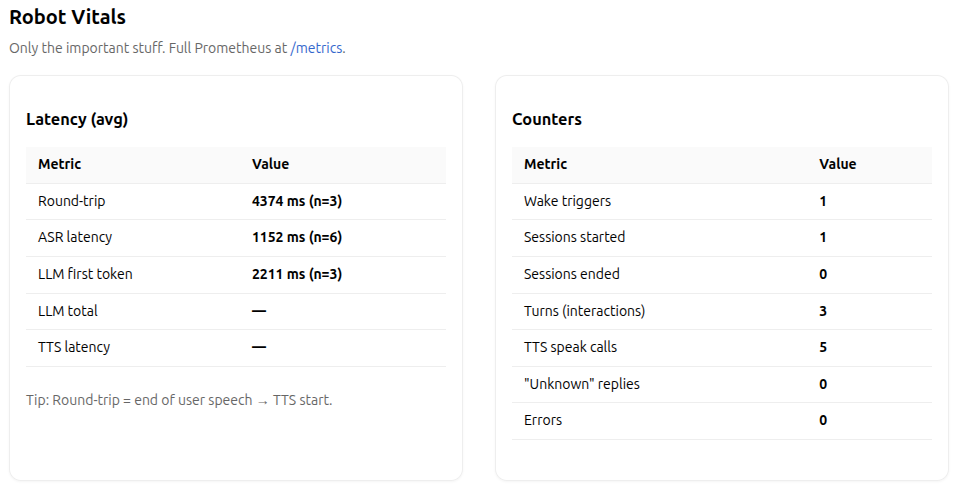 Robot Vitals
Only the important stuff. Full Prometheus at /metrics.
Latency (avg)
Metric Value
Round-trip 4374 ms (n=3)
ASR latency 1152 ms (n=6)
LLM first token 2211 ms (n=3)
LLM total —
TTS latency —
Tip: Round-trip = end of user speech → TTS start.
Counters
Metric Value
Wake triggers 1
Sessions started 1
Sessions ended 0
Turns (interactions) 3
TTS speak calls 5
"Unknown" replies 0
Errors 0